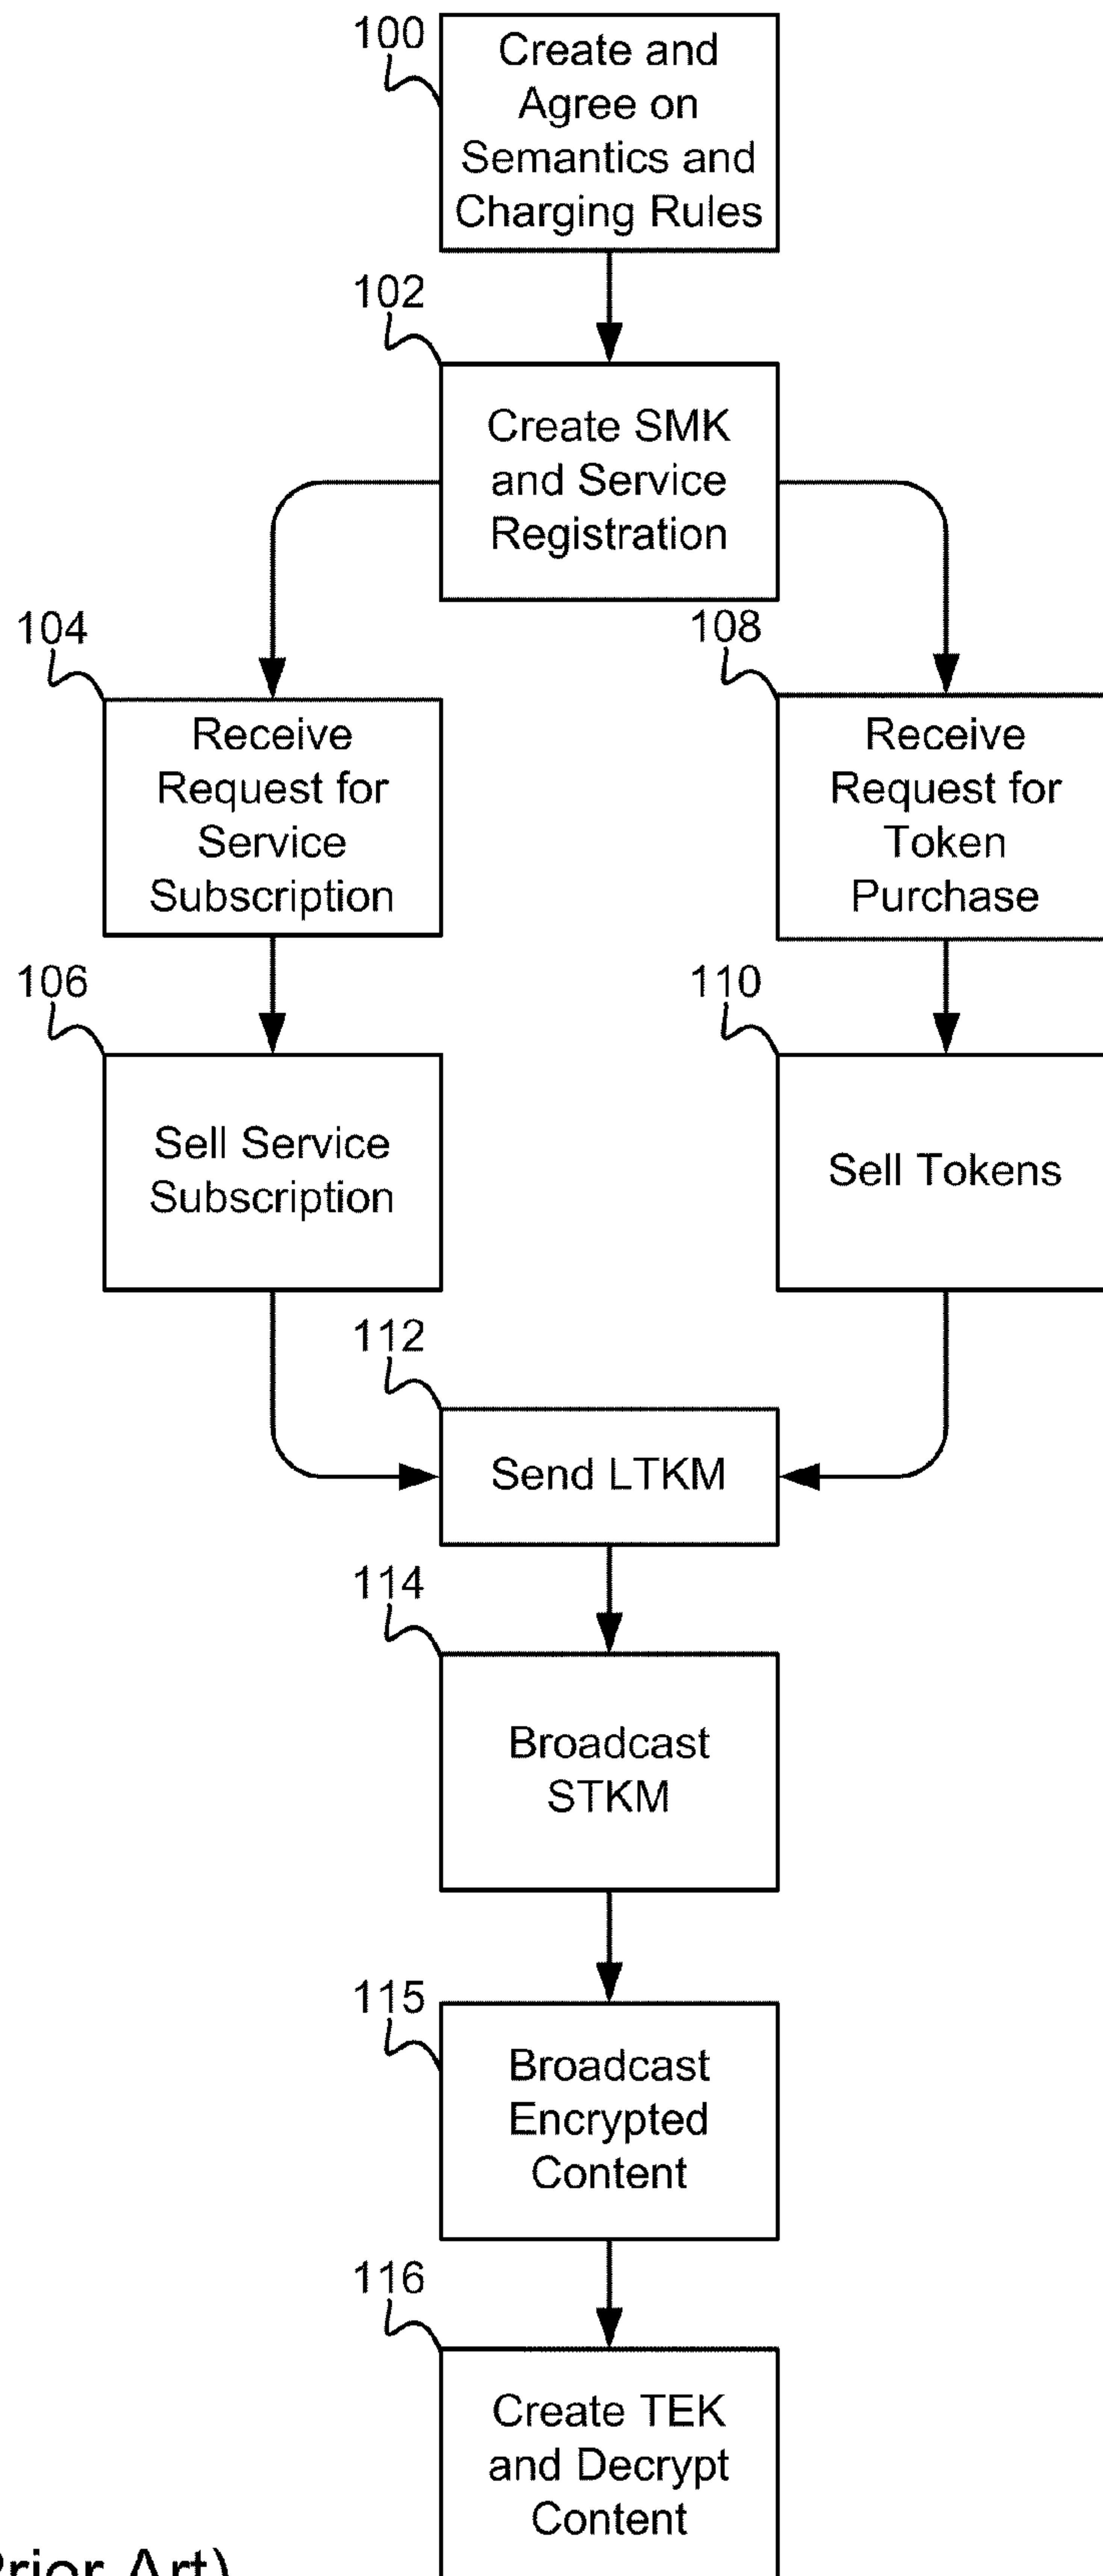 100
Create and
Agree on
Semantics and
Charging Rules
102
Create SMK
and Service
Registration
104
Receive
Request for
Service
Subscription
108
Receive
Request for
Token
Purchase
106
Sell Service
Subscription
110
Sell Tokens
112
Send LTKM
114
Broadcast
STKM
115
Broadcast
Encrypted
Content
116
Create TEK
and Decrypt
Content
Prior Art)